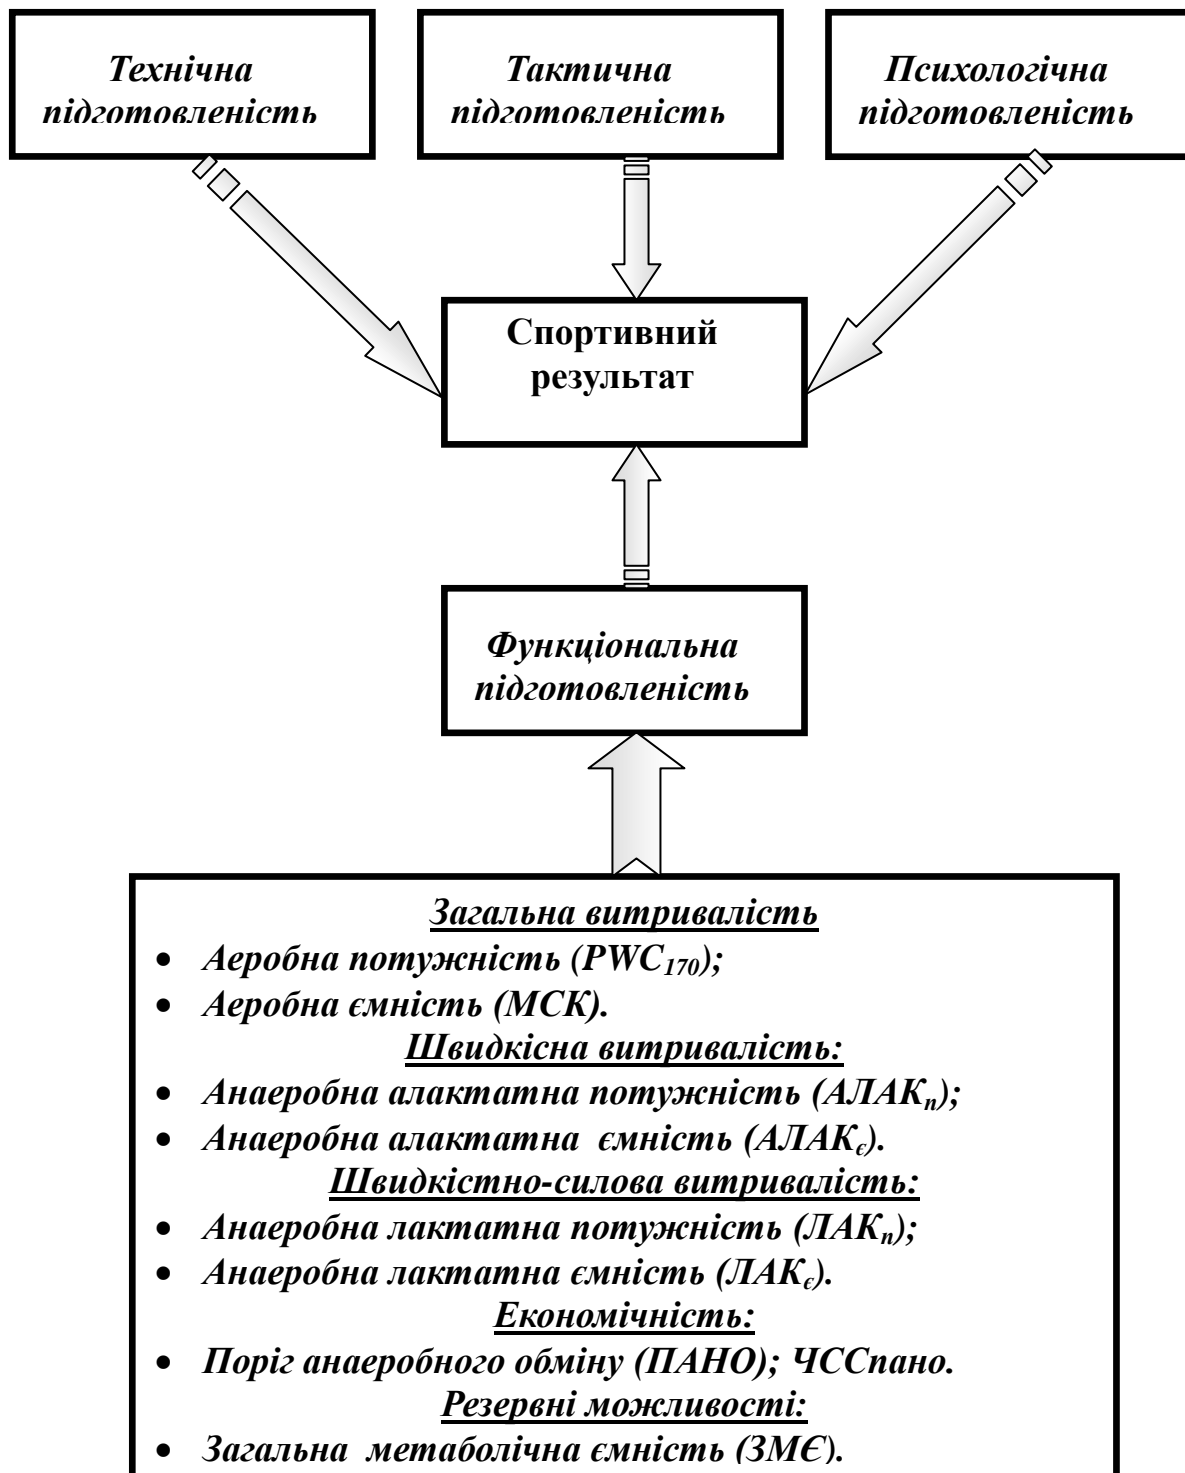 Технічна
підготовленість
Тактична
підготовленість
Психологічна
підготовленість
Спортивний
результат
Функціональна
підготовленість
Загальна витривалість
• Аеробна потужність (PWC170);
• Аеробна ємність (МСК).
Швидкісна витривалість:
• Анаеробна алактатна потужність (АЛАКп);
• Анаеробна алактатна ємність (АЛАКє).
Швидкістно-силова витривалість:
• Анаеробна лактатна потужність (ЛАКп);
• Анаеробна лактатна ємність (ЛАКє).
Економічність:
• Поріг анаеробного обміну (ПАНО); ЧССпано.
Резервні можливості:
• Загальна метаболічна ємність (ЗМЄ).